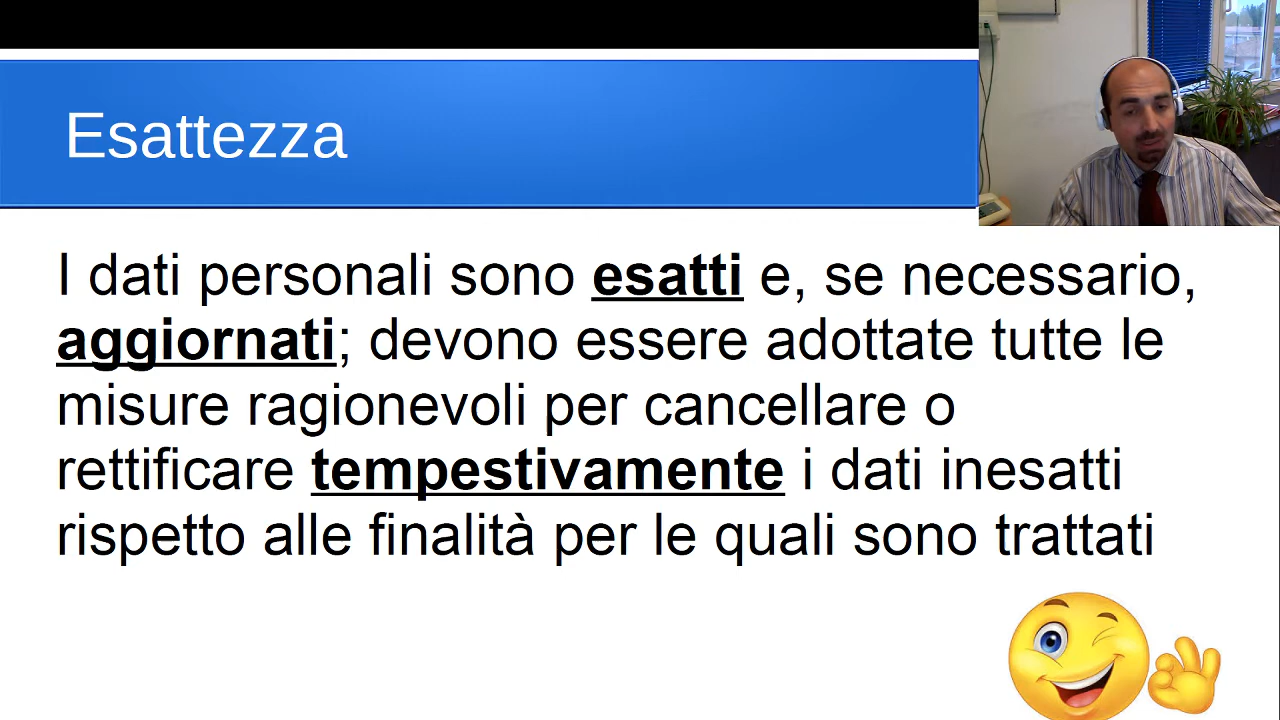 Esattezza
I dati personali sono esatti e, se necessario,
aggiornati; devono essere adottate tutte le
misure ragionevoli per cancellare o
rettificare tempestivamente i dati inesatti
rispetto alle finalità per le quali sono trattati